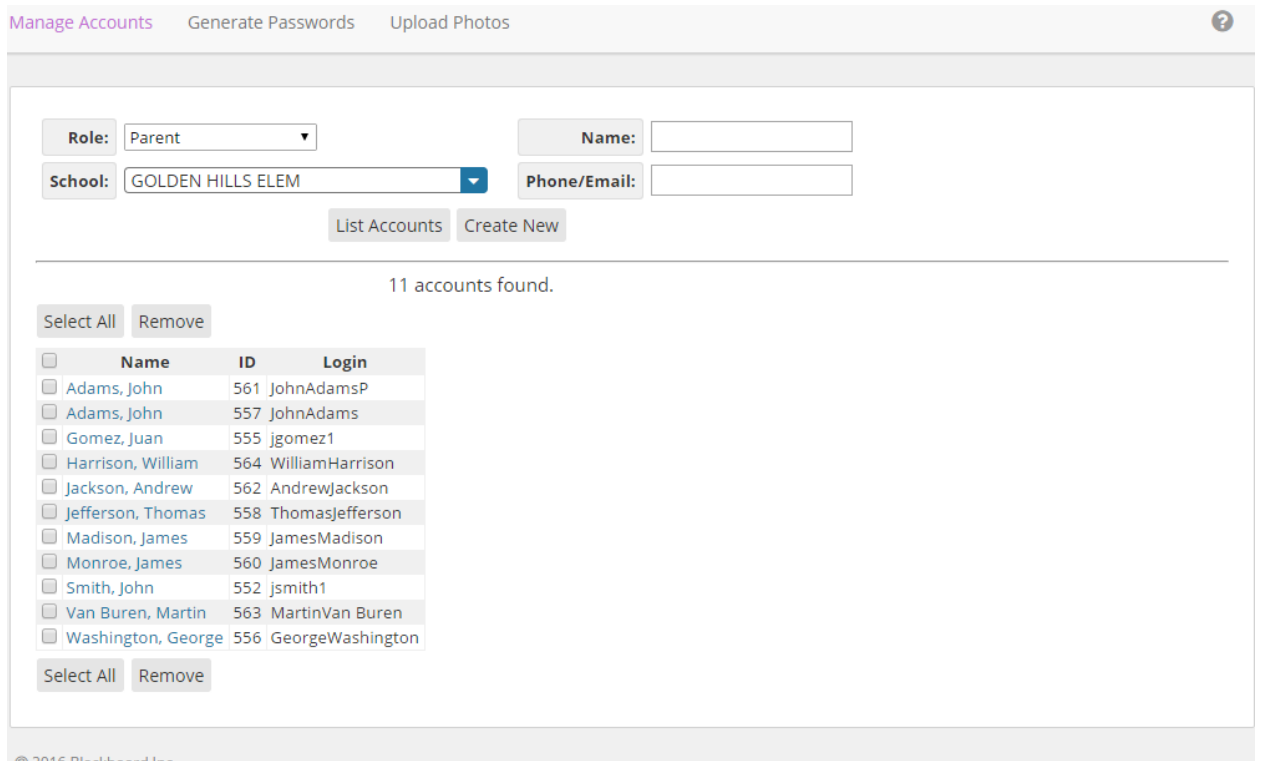 Manage Accounts Generate Passwords Upload Photos ?
Role: Parent Name:
School: GOLDEN HILLS ELEM Phone/Email:
List Accounts Create New
11 accounts found.
Select All Remove
Name ID Login
Adams, John 561 JohnAdamsP
Adams, John 557 JohnAdams
Gomez, Juan 555 jgomez1
Harrison, William 564 WilliamHarrison
Jackson, Andrew 562 AndrewJackson
Jefferson, Thomas 558 ThomasJefferson
Madison, James 559 JamesMadison
Monroe, James 560 JamesMonroe
Smith, John 552 jsmith1
Van Buren, Martin 563 MartinVan Buren
Washington, George 556 GeorgeWashington
Select All Remove
© 2016 Blackboard Inc